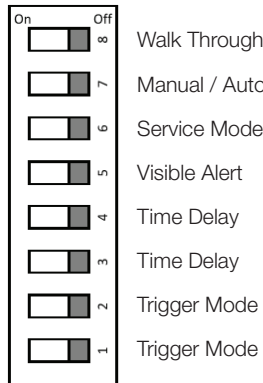 On Off
8 Walk Through
7 Manual / Auto
6 Service Mode
5 Visible Alert
4 Time Delay
3 Time Delay
2 Trigger Mode
1 Trigger Mode